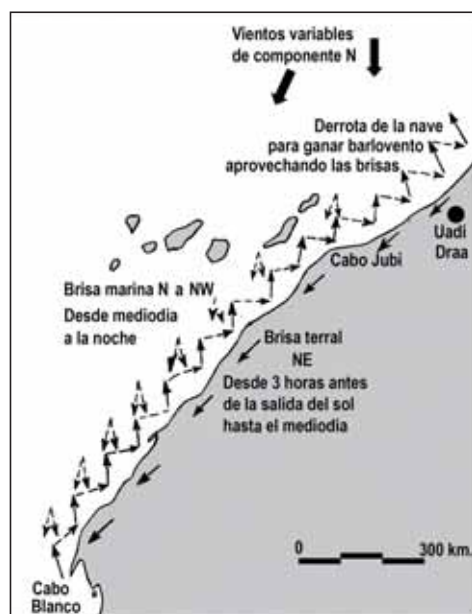 Vientos variables
de componente N
Derrota de la nave
para ganar barlovento
aprovechando las brisas
Uadi
Draa
Cabo Jubi
Brisa marina N a NW
Desde mediodia
a la noche
Brisa terral
NE
Desde 3 horas antes
de la salida del sol
hasta el mediodia
0 300 km.
Cabo
Blanco